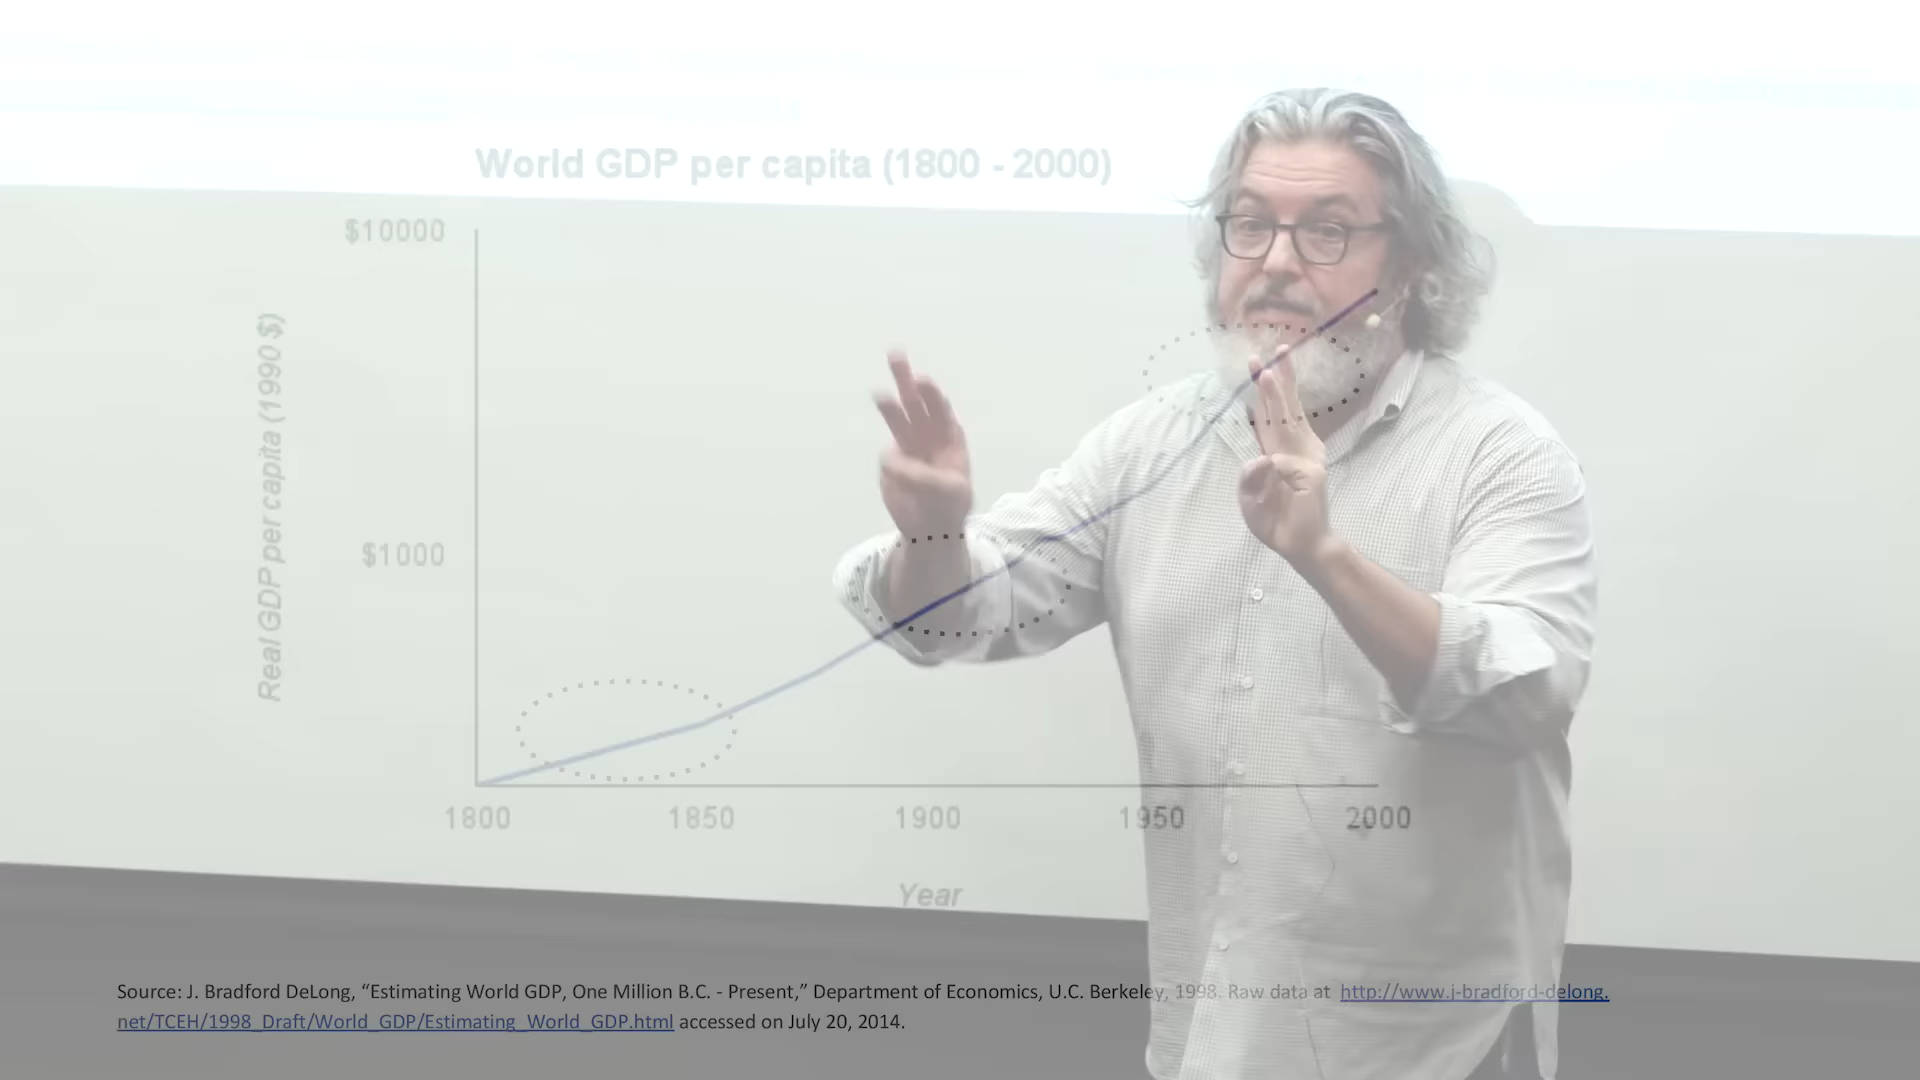 World GDP per capita (1800 - 2000)
$10000
Real GDP per capita (1990 $)
$1000
1800 1850 1900 1950 2000
Year
Source: J. Bradford DeLong, “Estimating World GDP, One Million B.C. - Present,” Department of Economics, U.C. Berkeley, 1998. Raw data at http://www.j-bradford-delong.
net/TCEH/1998_Draft/World_GDP/Estimating_World_GDP.html accessed on July 20, 2014.